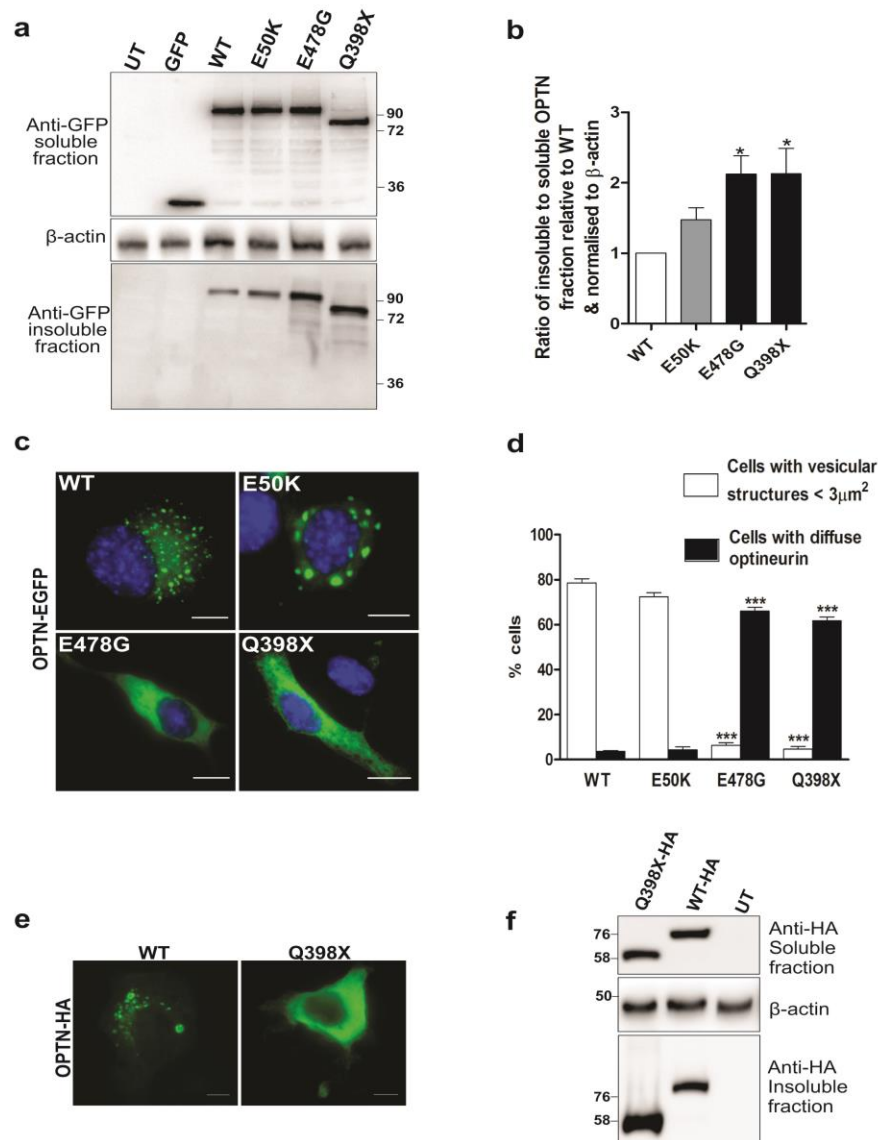 a
UT GFP WT E50K E478G Q398X
Anti-GFP
soluble
fraction
90
72
36
β-actin
Anti-GFP
insoluble
fraction
90
72
36
b
Ratio of insoluble to soluble OPTN
fraction relative to WT
& normalised to β-actin
3
2
1
0
* *
WT E50K E478G Q398X
c
OPTN-EGFP
WT E50K
E478G Q398X
d
Cells with vesicular
structures < 3μm²
Cells with diffuse
optineurin
% cells
100
80
60
40
20
0
*** ***
*** ***
WT E50K E478G Q398X
e
WT Q398X
OPTN-HA
f
Q398X-HA WT-HA UT
76
58
Anti-HA
Soluble
fraction
50
β-actin
76
58
Anti-HA
Insoluble
fraction